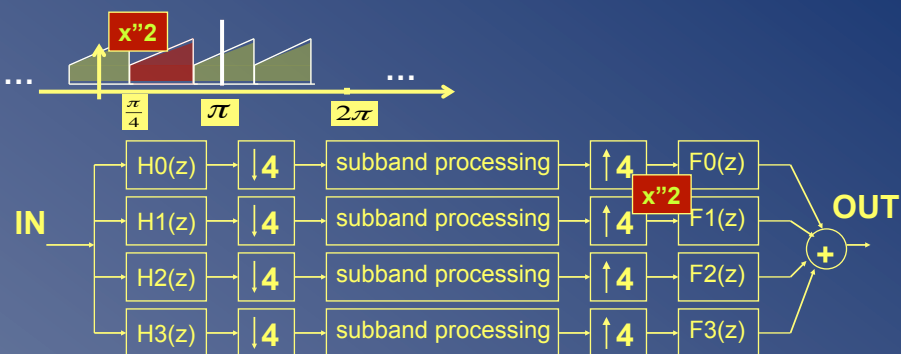 x”2
... ...
π/4 π 2π
H0(z) ↓4 subband processing ↑4 F0(z)
x”2
IN H1(z) ↓4 subband processing ↑4 F1(z) OUT
+
H2(z) ↓4 subband processing ↑4 F2(z)
H3(z) ↓4 subband processing ↑4 F3(z)